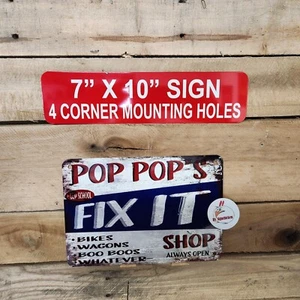 7” X 10” SIGN
4 CORNER MOUNTING HOLES
POP POP'S
SCHOOL
FIX IT
•BIKES
WAGONS
BOO BOOS
WHATEVER
SHOP
ALWAYS OPEN